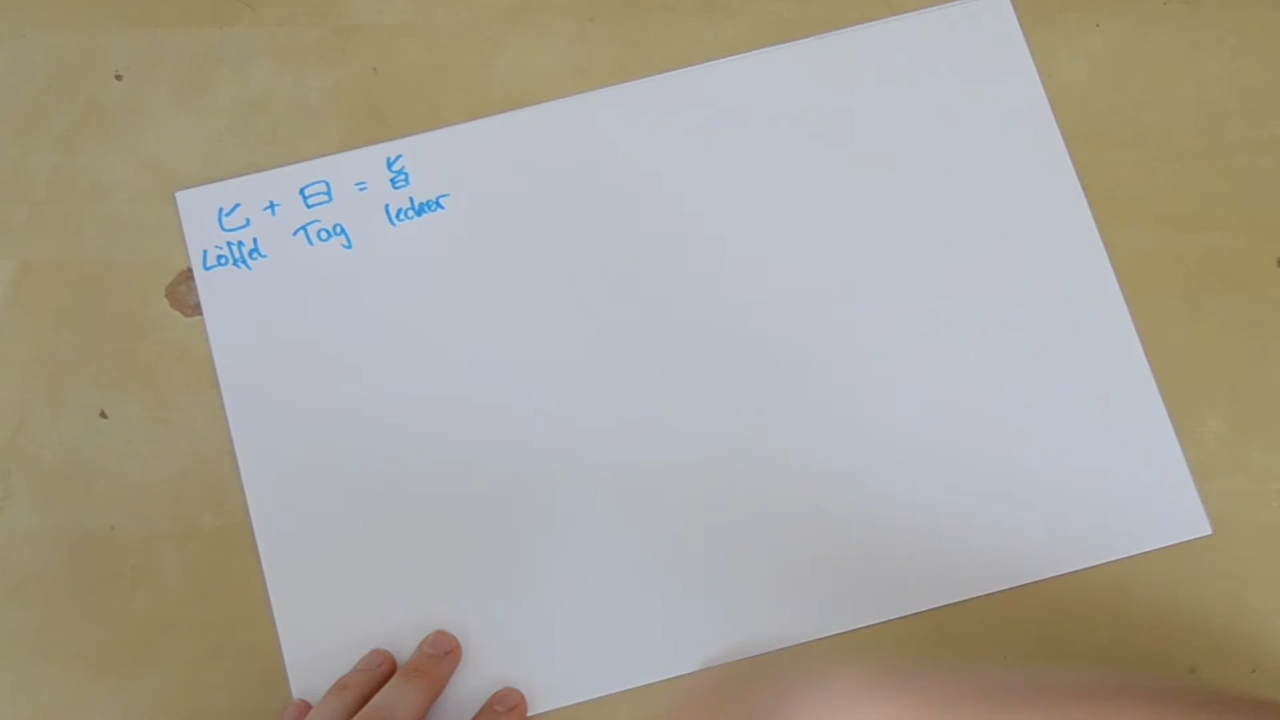 匕 + 日 = 旨
Löffel Tag lecker